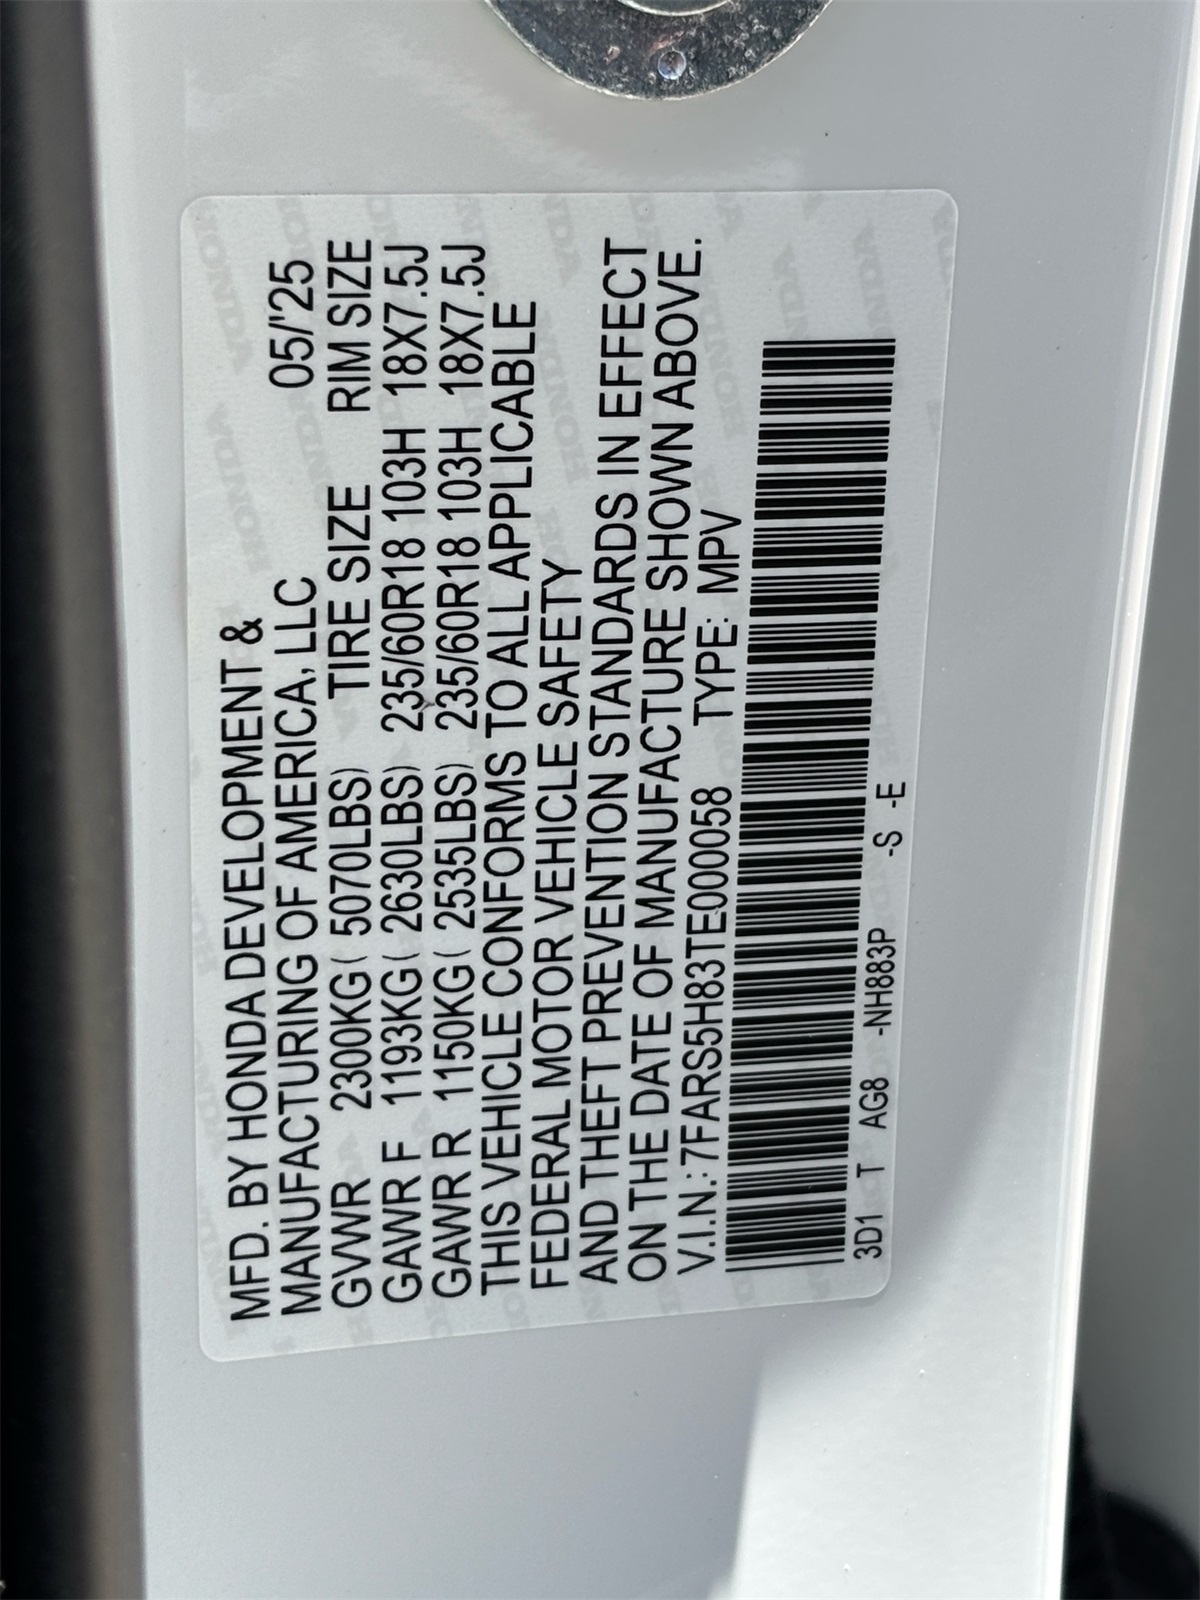 MFD. BY HONDA DEVELOPMENT &
MANUFACTURING OF AMERICA, LLC 05/'25
GVWR 2300KG( 5070LBS) TIRE SIZE RIM SIZE
GAWR F 1193KG( 2630LBS) 235/60R18 103H 18X7.5J
GAWR R 1150KG( 2535LBS) 235/60R18 103H 18X7.5J
THIS VEHICLE CONFORMS TO ALL APPLICABLE
FEDERAL MOTOR VEHICLE SAFETY
AND THEFT PREVENTION STANDARDS IN EFFECT
ON THE DATE OF MANUFACTURE SHOWN ABOVE.
V.I.N.:7FARS5H83TE000058 TYPE: MPV
3D1 T AG8 -NH883P -S -E